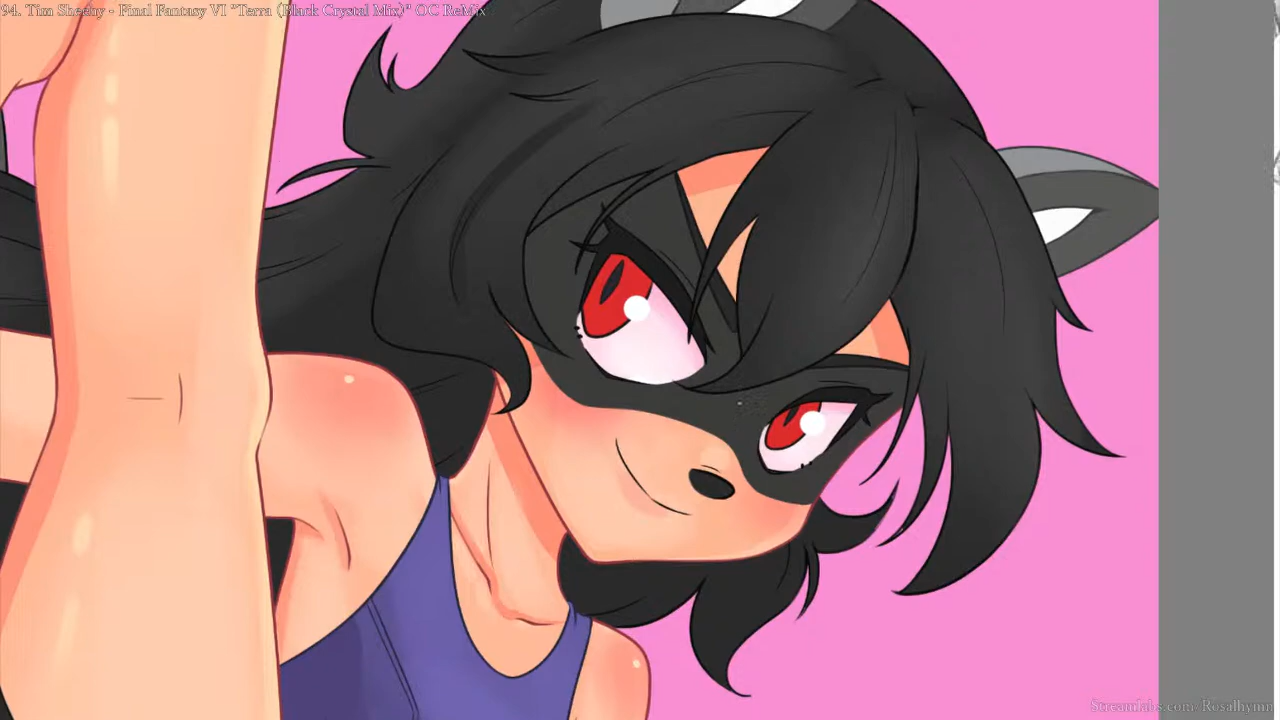 94. Tim Sheehy - Final Fantasy VI "Terra (Black Crystal Mix)" OC ReMix
Streamlabs.com/Rosalhymn